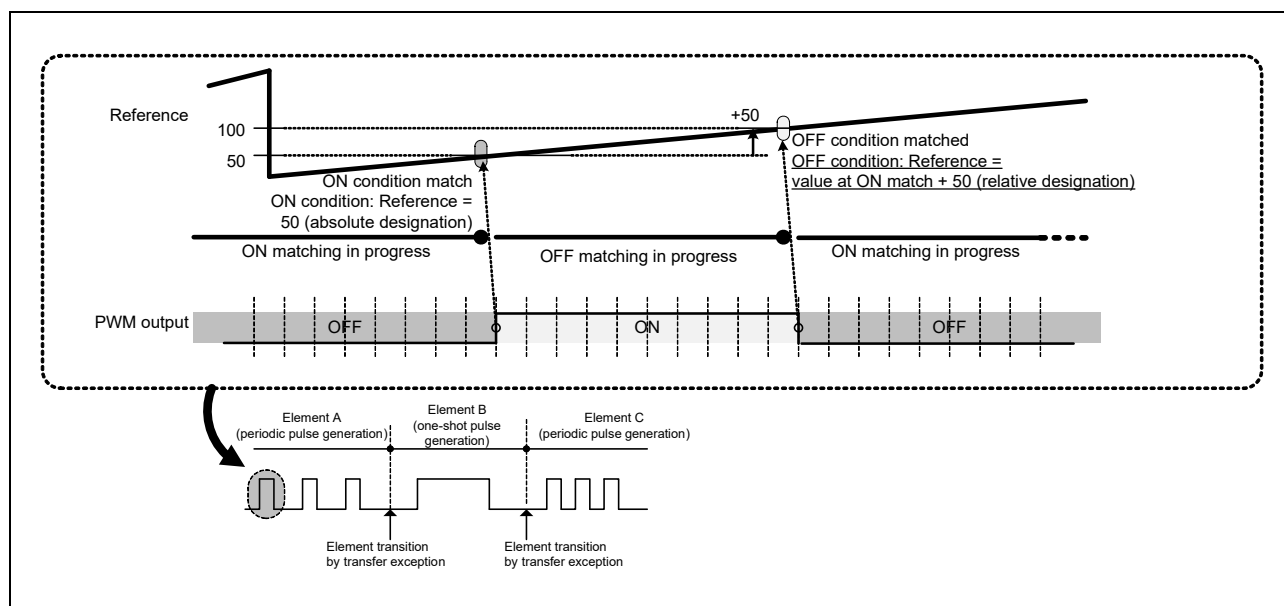 Reference
100
50
+50
ON condition match
ON condition: Reference =
50 (absolute designation)
OFF condition matched
OFF condition: Reference =
value at ON match + 50 (relative designation)
ON matching in progress
OFF matching in progress
ON matching in progress
PWM output
OFF
ON
OFF
Element A
(periodic pulse generation)
Element B
(one-shot pulse
generation)
Element C
(periodic pulse generation)
Element transition
by transfer exception
Element transition
by transfer exception